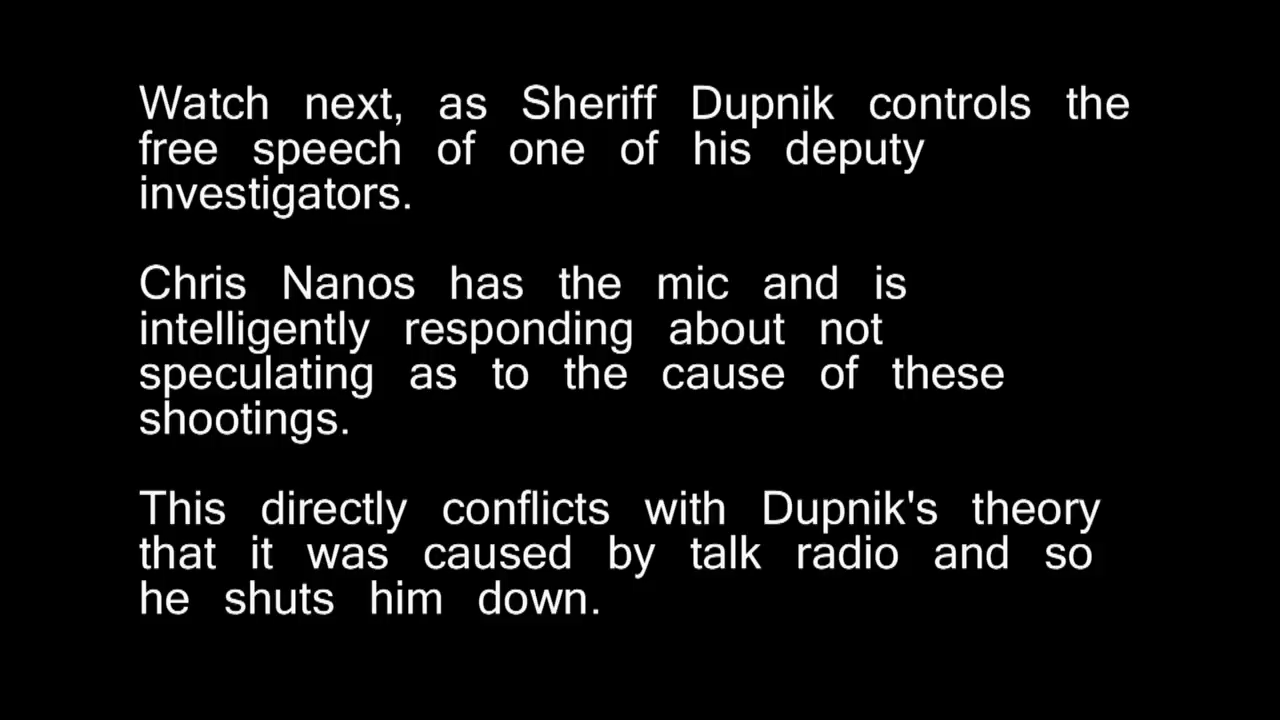 Watch next, as Sheriff Dupnik controls the
free speech of one of his deputy
investigators.
Chris Nanos has the mic and is
intelligently responding about not
speculating as to the cause of these
shootings.
This directly conflicts with Dupnik's theory
that it was caused by talk radio and so
he shuts him down.